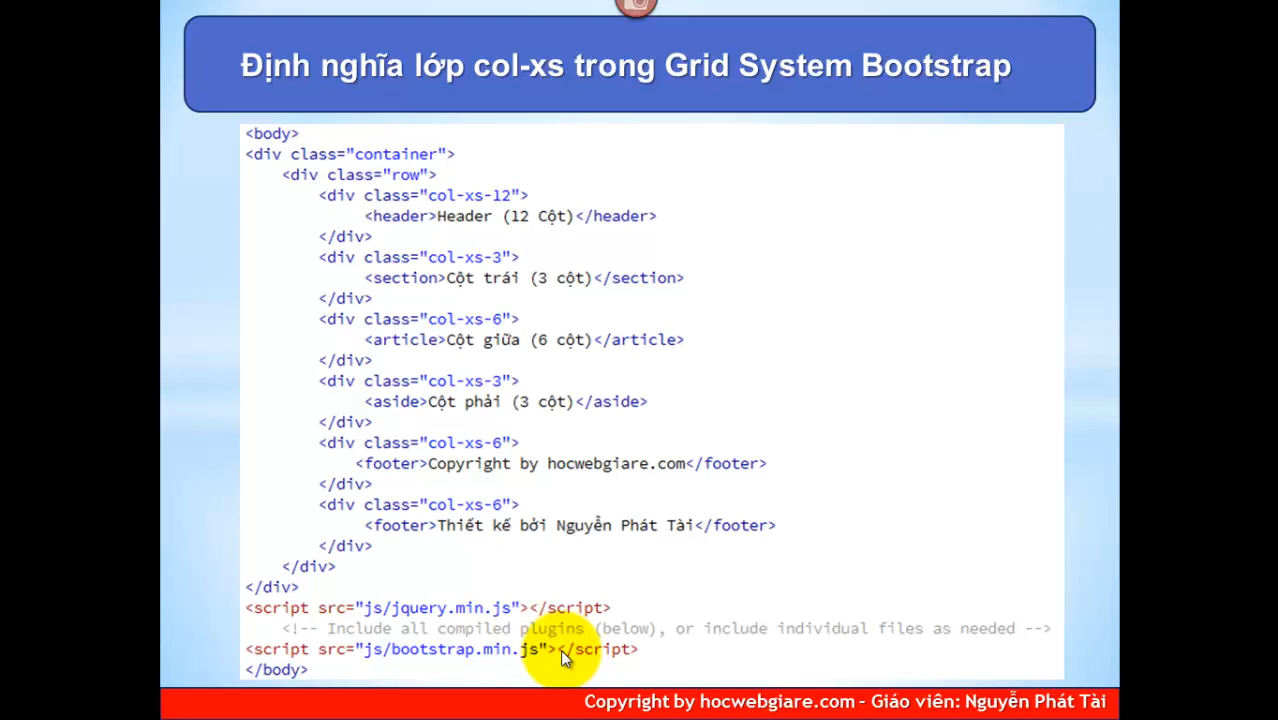 Định nghĩa lớp col-xs trong Grid System Bootstrap
<body>
<div class="container">
<div class="row">
<div class="col-xs-12">
<header>Header (12 Cột)</header>
</div>
<div class="col-xs-3">
<section>Cột trái (3 cột)</section>
</div>
<div class="col-xs-6">
<article>Cột giữa (6 cột)</article>
</div>
<div class="col-xs-3">
<aside>Cột phải (3 cột)</aside>
</div>
<div class="col-xs-6">
<footer>Copyright by hocwebgiare.com</footer>
</div>
<div class="col-xs-6">
<footer>Thiết kế bởi Nguyễn Phát Tài</footer>
</div>
</div>
</div>
<script src="js/jquery.min.js"></script>
<!-- Include all compiled plugins (below), or include individual files as needed -->
<script src="js/bootstrap.min.js"></script>
</body>
Copyright by hocwebgiare.com - Giáo viên: Nguyễn Phát Tài